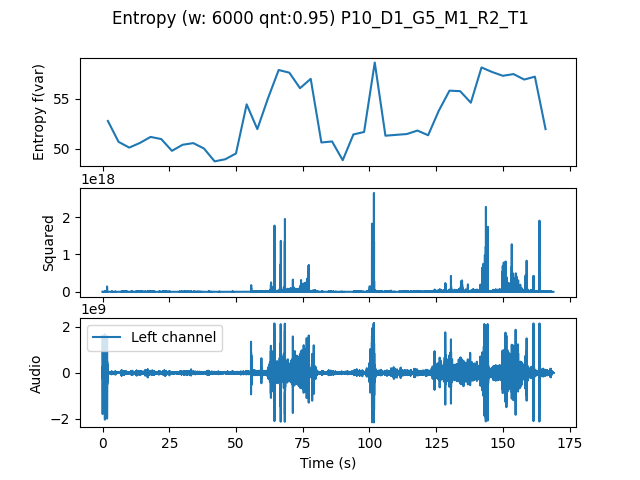 Entropy (w: 6000 qnt:0.95) P10_D1_G5_M1_R2_T1
Entropy f(var)
55
50
1e18
Squared
2
1
0
1e9
Audio
2
0
−2
Left channel
0
25
50
75
100
125
150
175
Time (s)